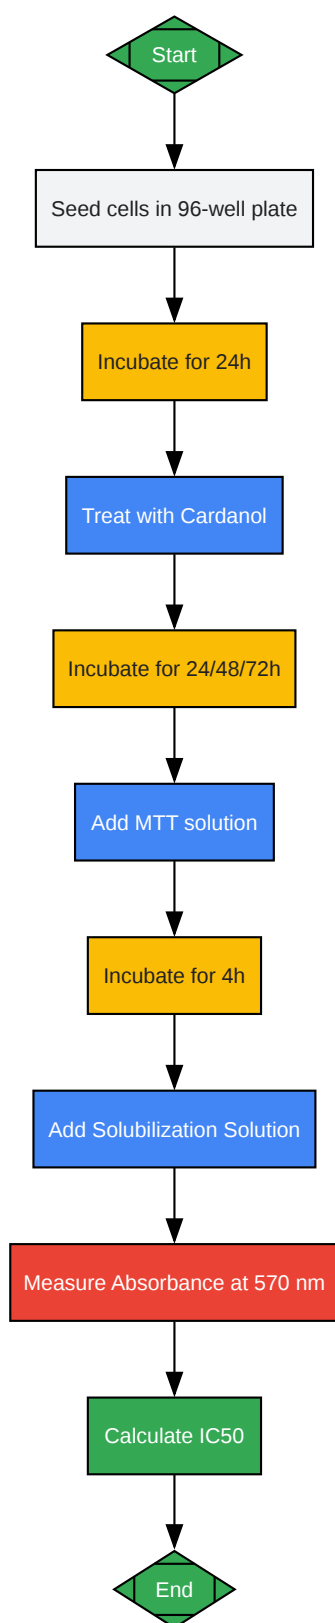 Start
Seed cells in 96-well plate
Incubate for 24h
Treat with Cardanol
Incubate for 24/48/72h
Add MTT solution
Incubate for 4h
Add Solubilization Solution
Measure Absorbance at 570 nm
Calculate IC50
End